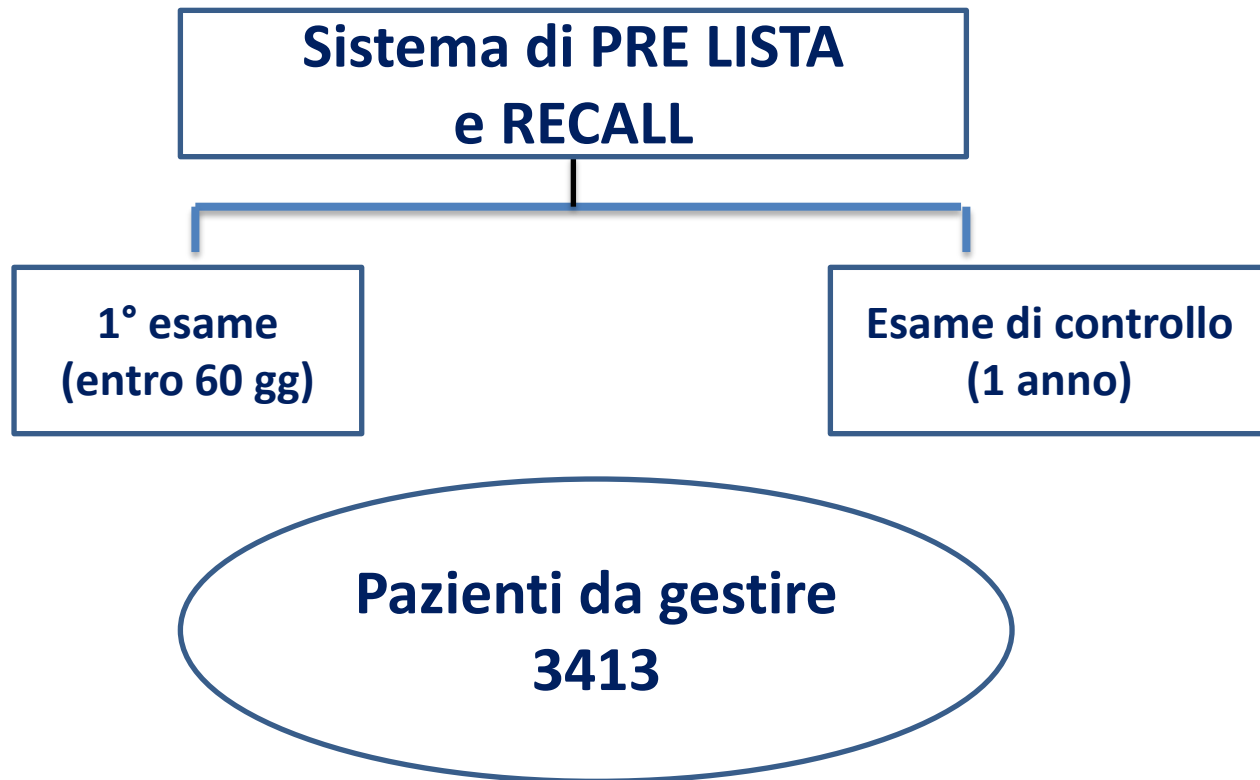 Sistema di PRE LISTA
e RECALL
1° esame
(entro 60 gg)
Esame di controllo
(1 anno)
Pazienti da gestire
3413